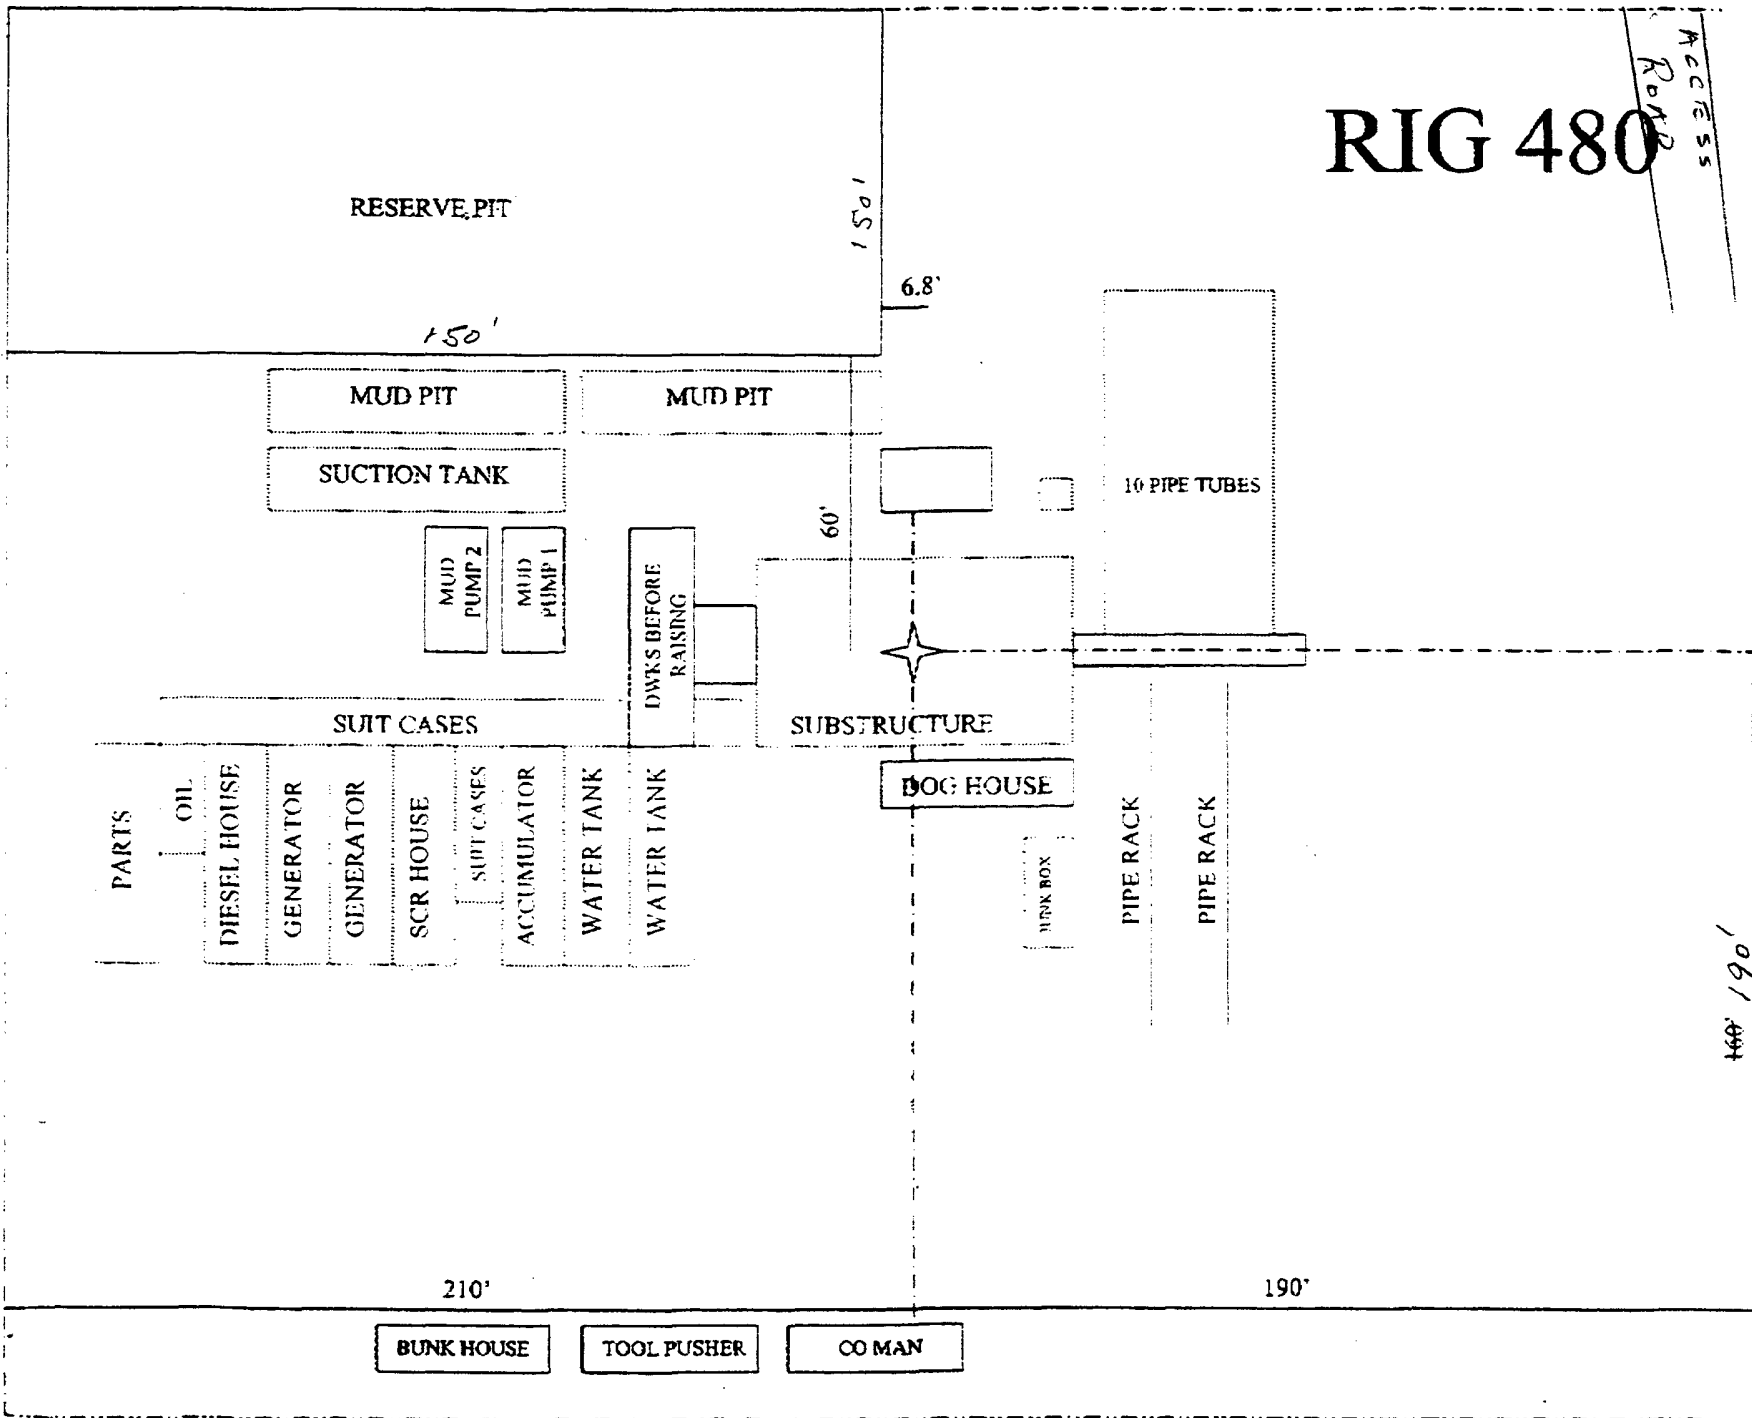 ACCESS
ROAD
RIG 480
RESERVE PIT
150'
6.8'
150'
MUD PIT
MUD PIT
SUCTION TANK
10 PIPE TUBES
60'
MUD
PUMP 2
MUD
PUMP 1
DWKS BEFORE
RAISING
SUIT CASES
SUBSTRUCTURE
DOG HOUSE
PARTS
OIL
DIESEL HOUSE
GENERATOR
GENERATOR
SCR HOUSE
SUIT CASES
ACCUMULATOR
WATER TANK
WATER TANK
JUNK BOX
PIPE RACK
PIPE RACK
160' 190'
210'
190'
BUNK HOUSE
TOOL PUSHER
CO MAN